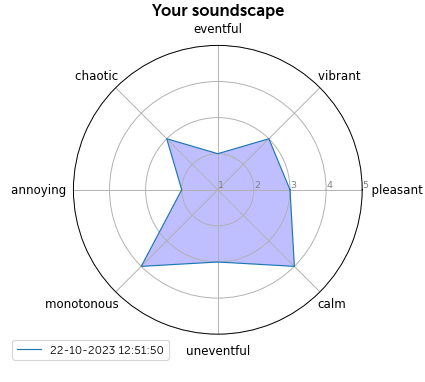 Your soundscape
eventful
chaotic
vibrant
annoying
1
2
3
4
5
pleasant
monotonous
calm
uneventful
22-10-2023 12:51:50